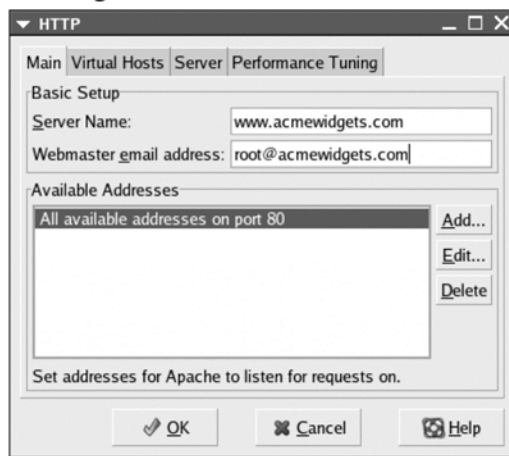 HTTP
Main Virtual Hosts Server Performance Tuning
Basic Setup
Server Name: www.acmewidgets.com
Webmaster email address: root@acmewidgets.com
Available Addresses
All available addresses on port 80
Add...
Edit...
Delete
Set addresses for Apache to listen for requests on.
OK Cancel Help